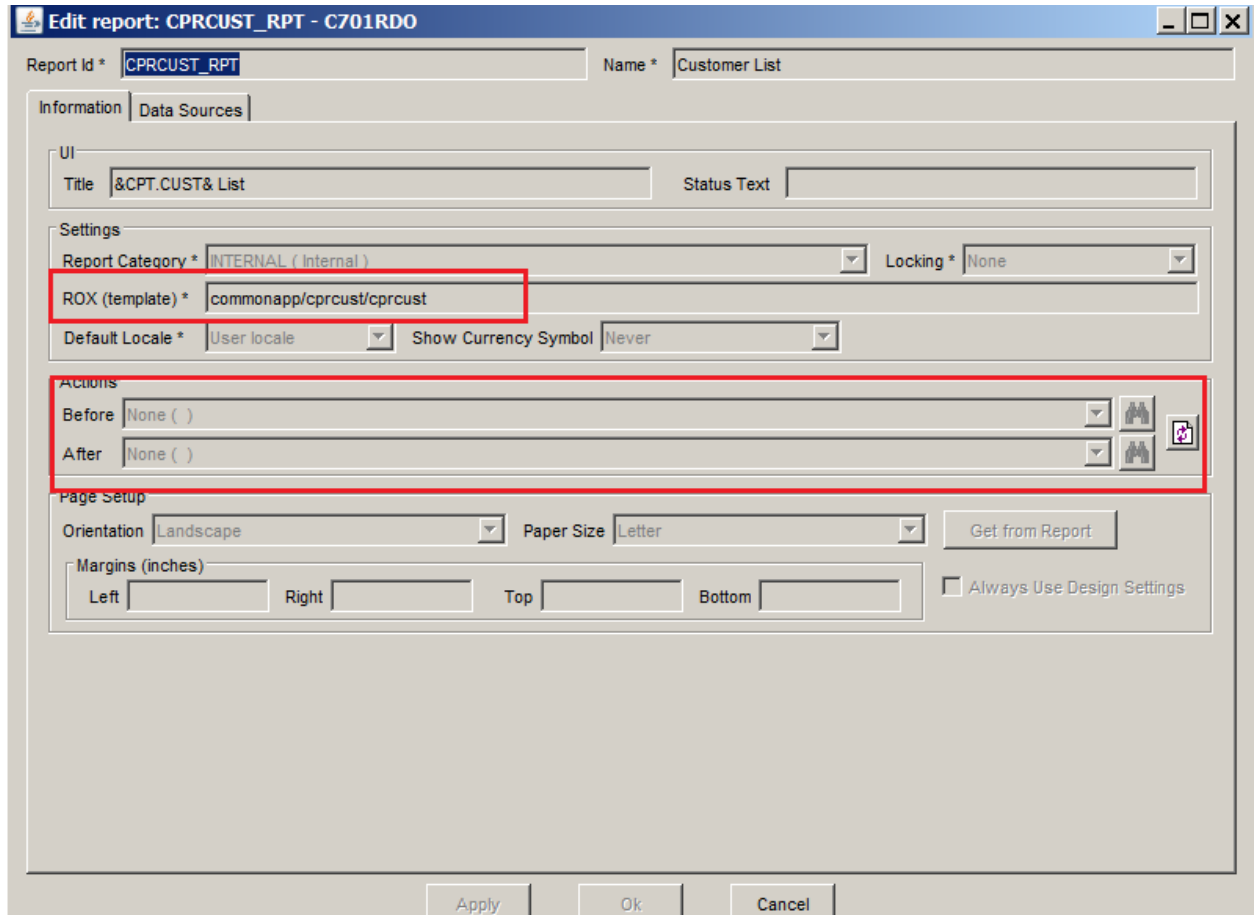 Edit report: CPRCUST_RPT - C701RDO
Report Id * CPRCUST_RPT Name * Customer List
Information Data Sources
UI
Title &CPT.CUST& List Status Text
Settings
Report Category * INTERNAL ( Internal ) Locking * None
ROX (template) * commonapp/cprcust/cprcust
Default Locale * User locale Show Currency Symbol Never
Actions
Before None ( )
After None ( )
Page Setup
Orientation Landscape Paper Size Letter Get from Report
Margins (inches)
Left Right Top Bottom Always Use Design Settings
Apply Ok Cancel